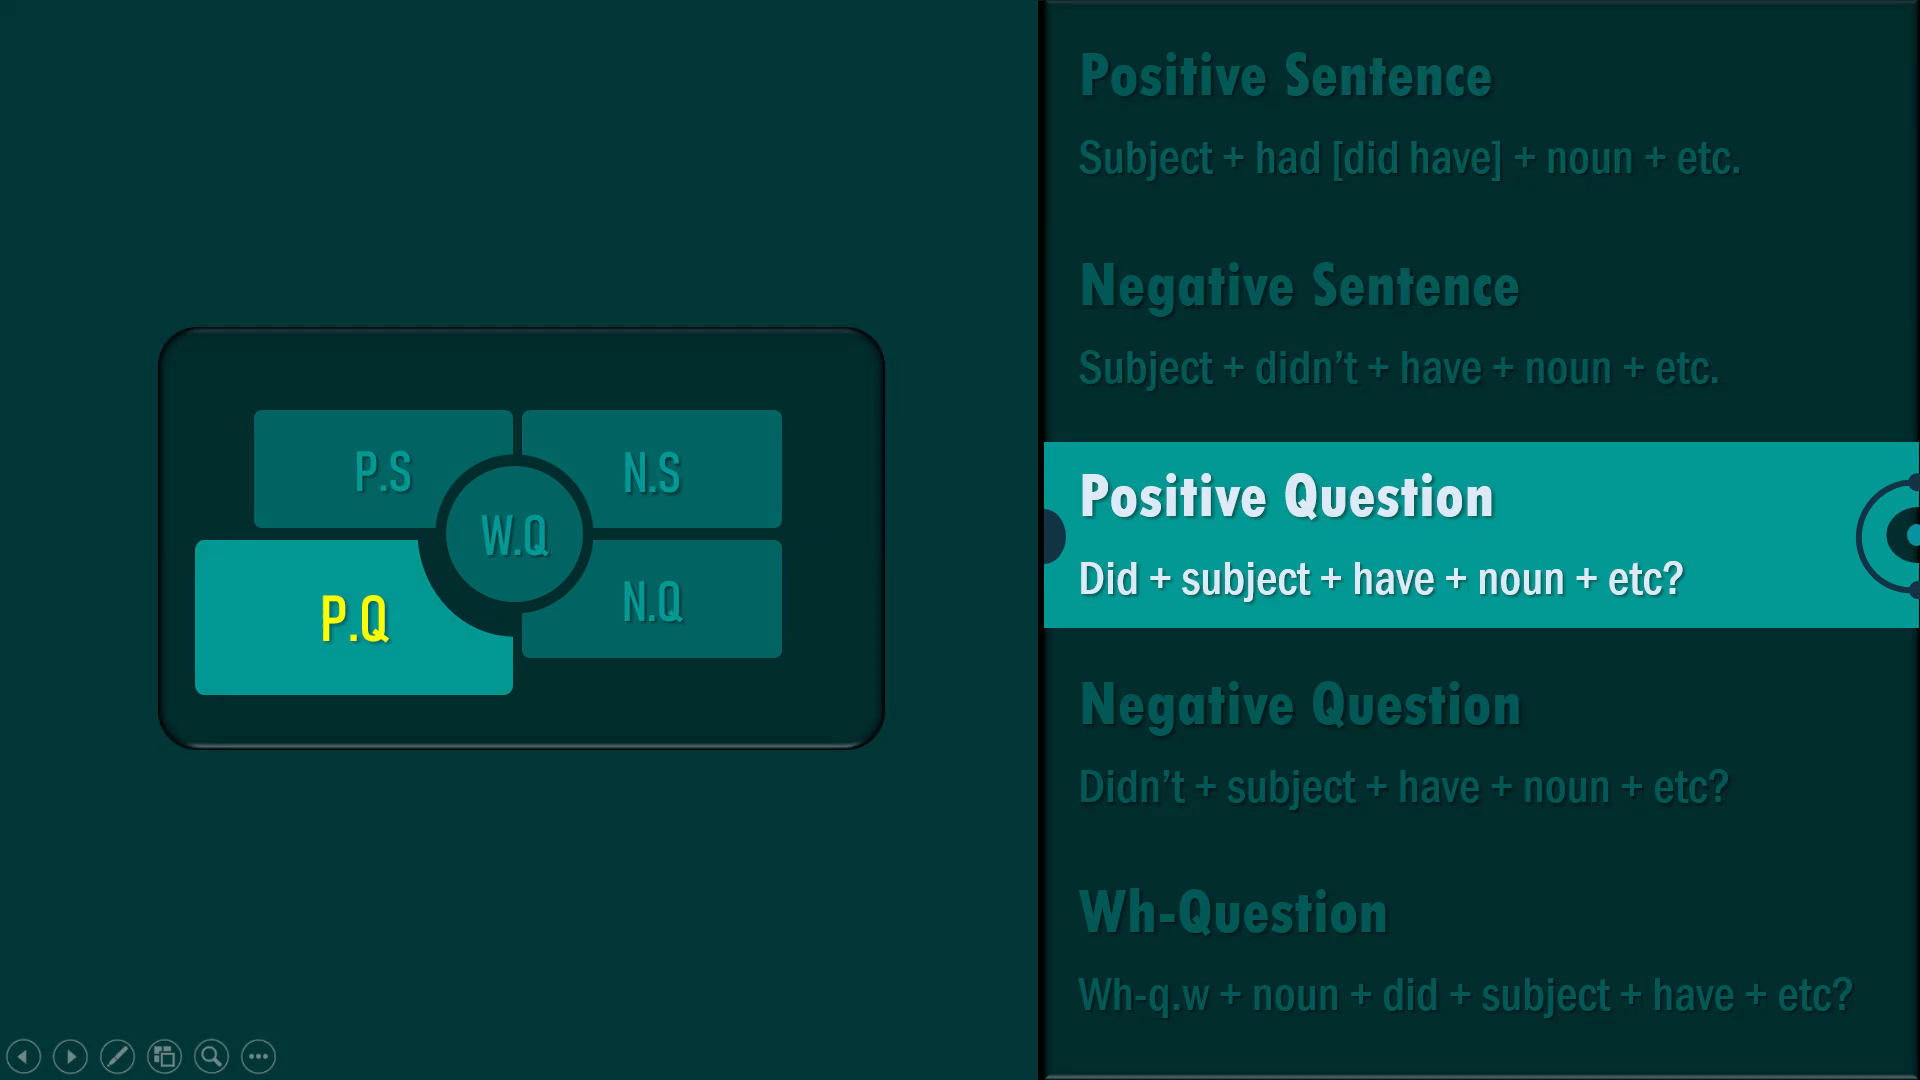 P.S
N.S
W.Q
P.Q
N.Q
Positive Sentence
Subject + had [did have] + noun + etc.
Negative Sentence
Subject + didn’t + have + noun + etc.
Positive Question
Did + subject + have + noun + etc?
Negative Question
Didn’t + subject + have + noun + etc?
Wh-Question
Wh-q.w + noun + did + subject + have + etc?